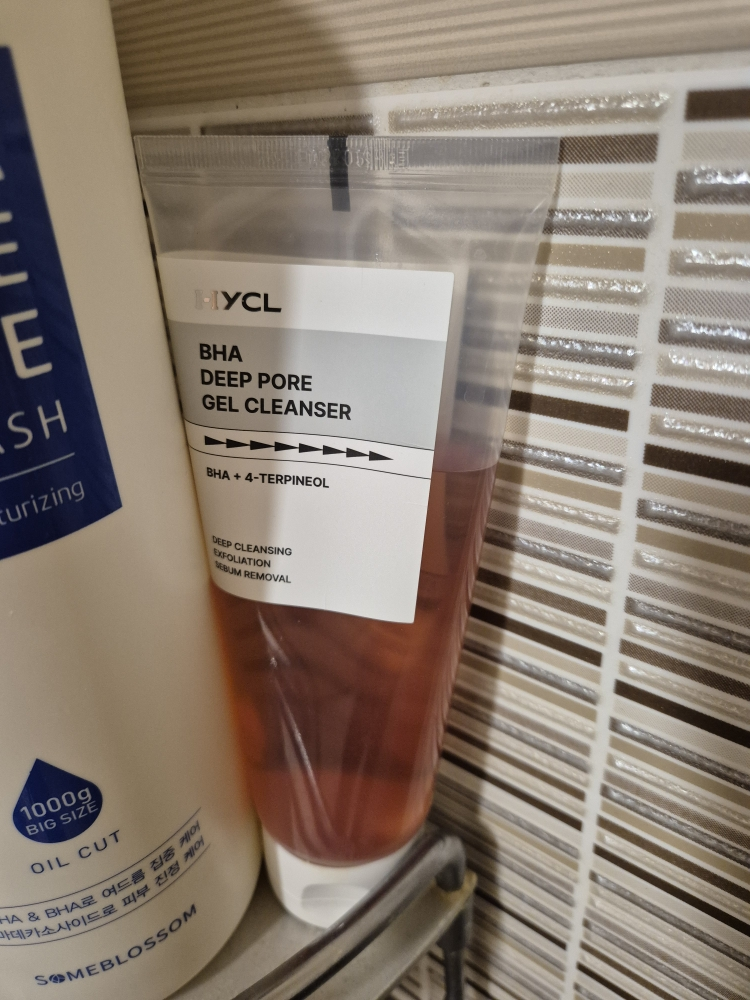 E
ASH
turizing
1000g
BIG SIZE
OIL CUT
HA & BHA로 여드름 집중 케어
마데카소사이드로 피부 진정 케어
SOMEBLOSSOM
HYCL
BHA
DEEP PORE
GEL CLEANSER
BHA + 4-TERPINEOL
DEEP CLEANSING
EXFOLIATION
SEBUM REMOVAL